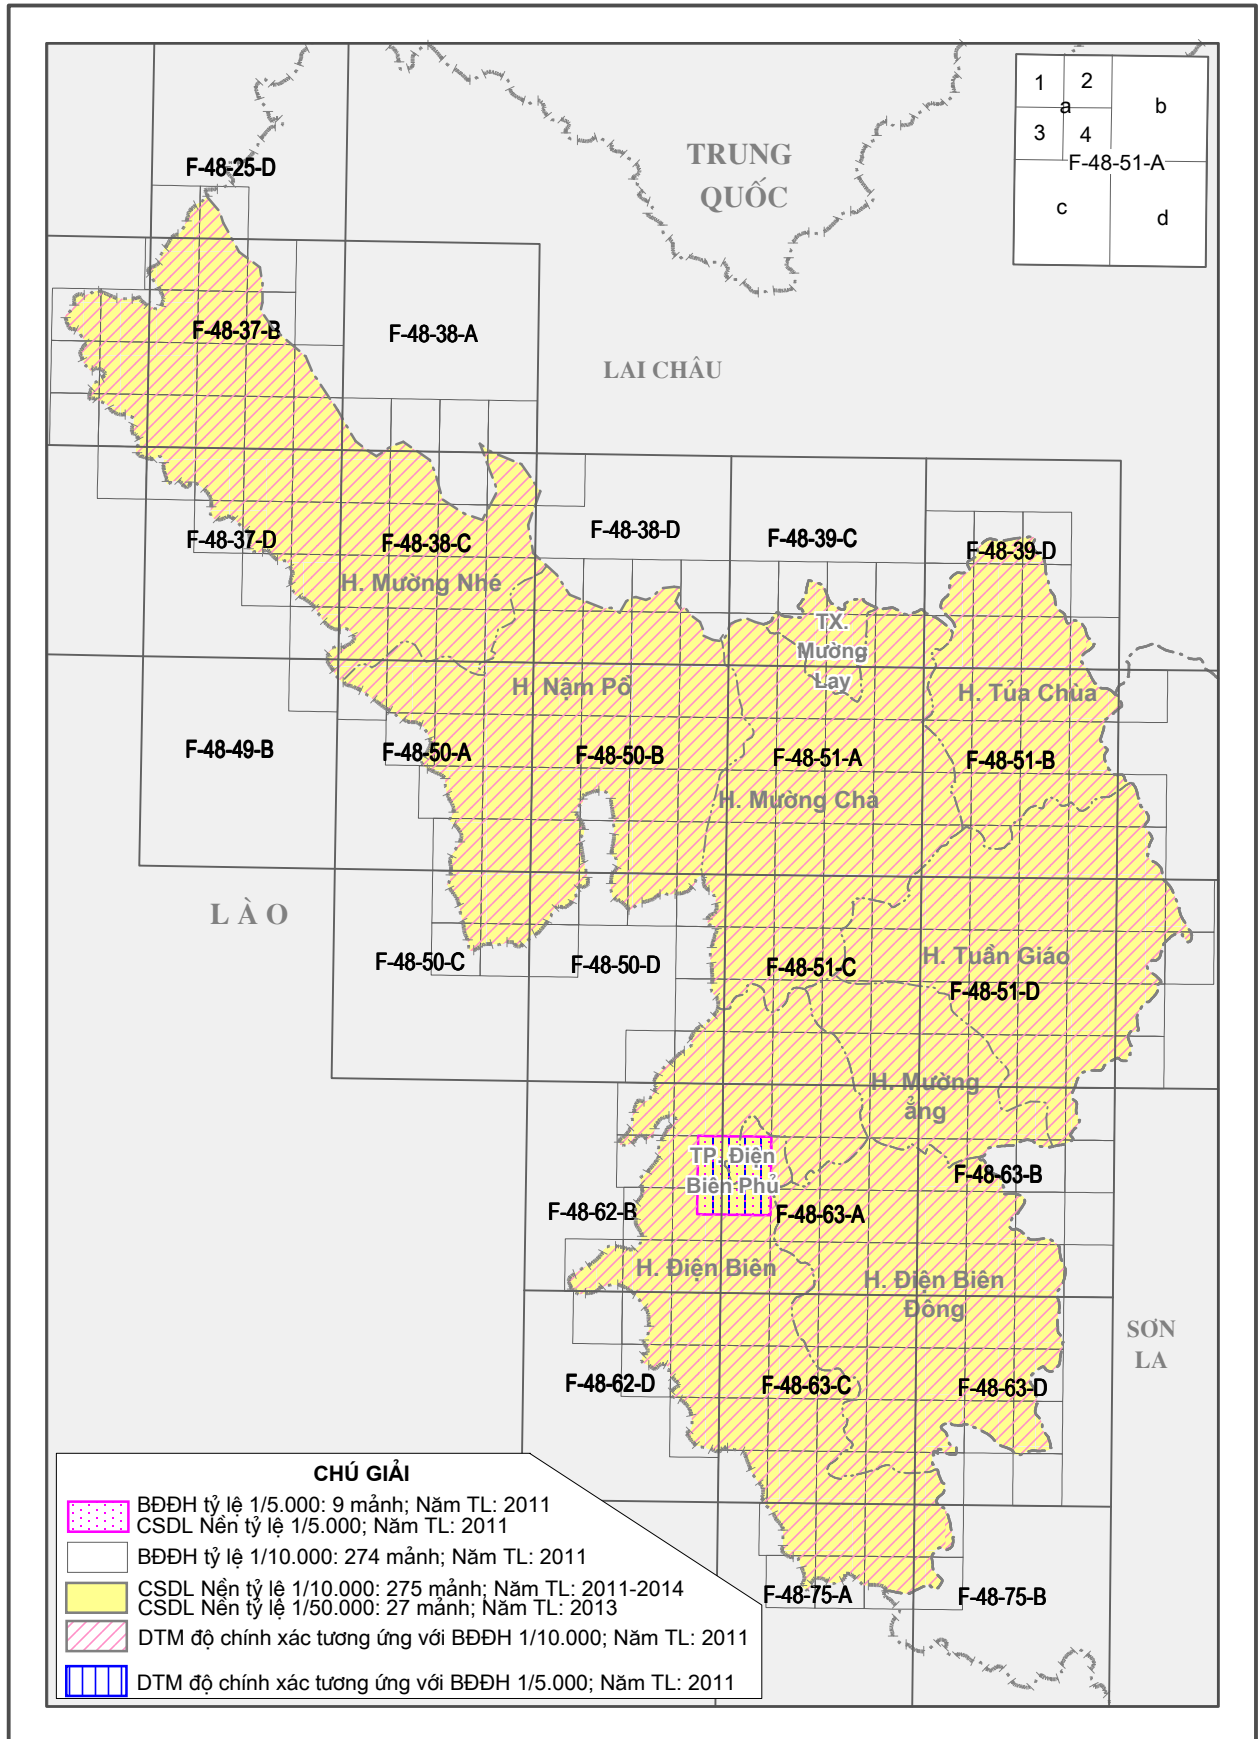 1
2
a
b
3
4
F-48-51-A
c
d
TRUNG
QUỐC
F-48-25-D
F-48-37-B
F-48-38-A
LAI CHÂU
F-48-37-D
F-48-38-C
F-48-38-D
F-48-39-C
F-48-39-D
H. Mường Nhé
TX.
Mường
Lay
H. Nậm Pồ
H. Tủa Chùa
F-48-49-B
F-48-50-A
F-48-50-B
F-48-51-A
F-48-51-B
H. Mường Chà
LÀO
F-48-50-C
F-48-50-D
F-48-51-C
H. Tuần Giáo
F-48-51-D
H. Mường
ảng
TP. Điện
Biên Phủ
F-48-63-B
F-48-62-B
F-48-63-A
H. Điện Biên
H. Điện Biên
Đông
SƠN
LA
F-48-62-D
F-48-63-C
F-48-63-D
CHÚ GIẢI
BĐĐH tỷ lệ 1/5.000: 9 mảnh; Năm TL: 2011
CSDL Nền tỷ lệ 1/5.000; Năm TL: 2011
BĐĐH tỷ lệ 1/10.000: 274 mảnh; Năm TL: 2011
CSDL Nền tỷ lệ 1/10.000: 275 mảnh; Năm TL: 2011-2014
CSDL Nền tỷ lệ 1/50.000: 27 mảnh; Năm TL: 2013
DTM độ chính xác tương ứng với BĐĐH 1/10.000; Năm TL: 2011
DTM độ chính xác tương ứng với BĐĐH 1/5.000; Năm TL: 2011
F-48-75-A
F-48-75-B